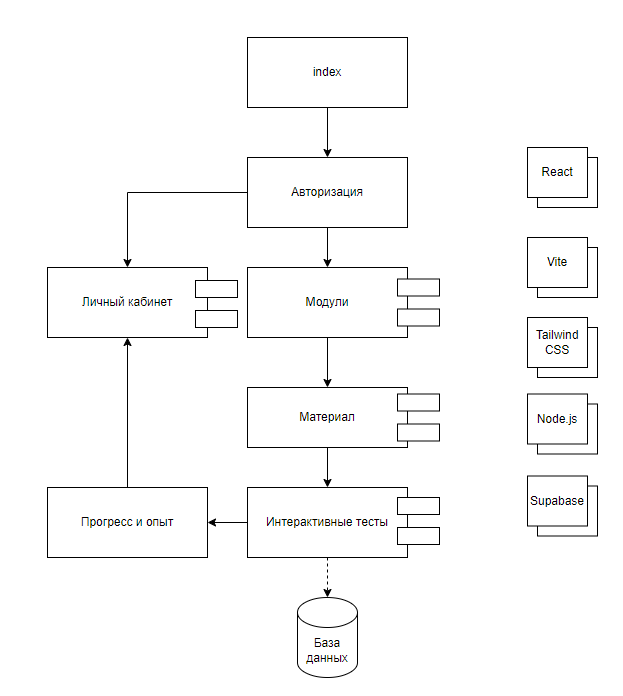 index
Авторизация
Личный кабинет
Модули
Материал
Прогресс и опыт
Интерактивные тесты
База
данных
React
Vite
Tailwind
CSS
Node.js
Supabase